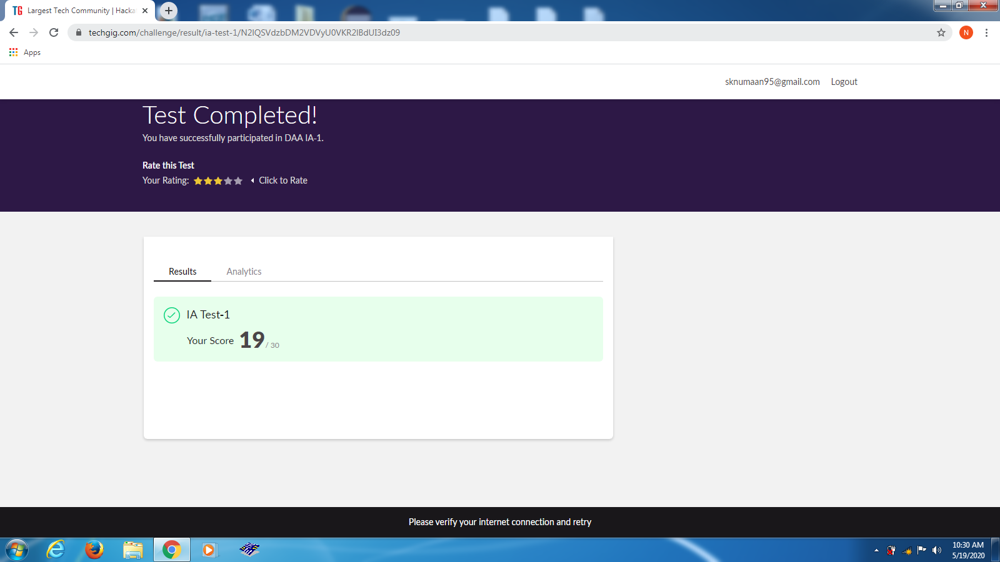 TG Largest Tech Community | Hacka
techgig.com/challenge/result/ia-test-1/N2lQSVdzbDM2VDVyU0VKR2lBdUI3dz09
N
Apps
sknumaan95@gmail.com Logout
Test Completed!
You have successfully participated in DAA IA-1.
Rate this Test
Your Rating: Click to Rate
Results Analytics
IA Test-1
Your Score 19 / 30
Please verify your internet connection and retry
10:30 AM
5/19/2020